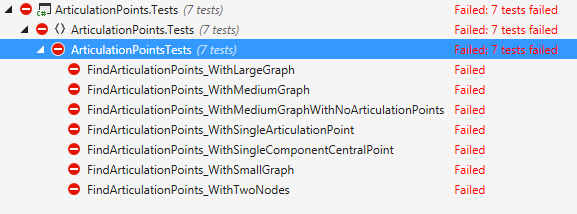 C# ArticulationPoints.Tests (7 tests) Failed: 7 tests failed
ArticulationPoints.Tests (7 tests) Failed: 7 tests failed
ArticulationPointsTests (7 tests) Failed: 7 tests failed
FindArticulationPoints_WithLargeGraph Failed
FindArticulationPoints_WithMediumGraph Failed
FindArticulationPoints_WithMediumGraphWithNoArticulationPoints Failed
FindArticulationPoints_WithSingleArticulationPoint Failed
FindArticulationPoints_WithSingleComponentCentralPoint Failed
FindArticulationPoints_WithSmallGraph Failed
FindArticulationPoints_WithTwoNodes Failed